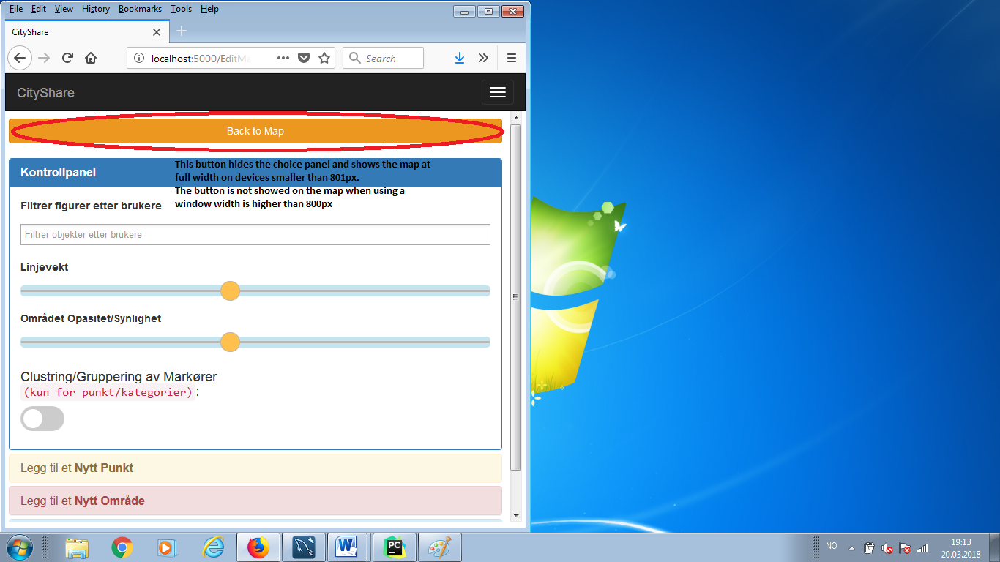 File Edit View History Bookmarks Tools Help
CityShare
localhost:5000/EditMa
Search
CityShare
Back to Map
Kontrollpanel
This button hides the choice panel and shows the map at
full width on devices smaller than 801px.
The button is not showed on the map when using a
window width is higher than 800px
Filtrer figurer etter brukere
Filtrer objekter etter brukere
Linjevekt
Området Opasitet/Synlighet
Clustring/Gruppering av Markører
(kun for punkt/kategorier):
Legg til et Nytt Punkt
Legg til et Nytt Område
W
PC
NO
19:13
20.03.2018